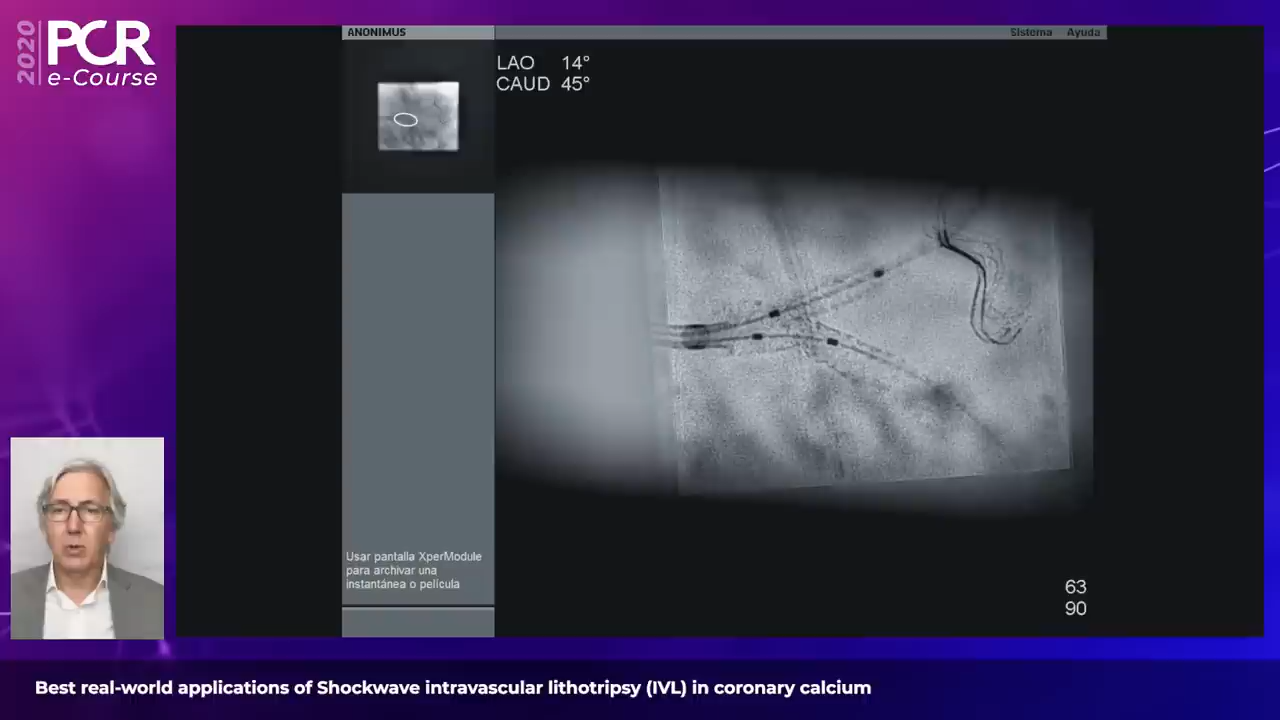 2020
PCR
e-Course
ANONIMUS
Sistema Ayuda
LAO 14°
CAUD 45°
Usar pantalla XperModule
para archivar una
instantánea o película
63
90
Best real-world applications of Shockwave intravascular lithotripsy (IVL) in coronary calcium